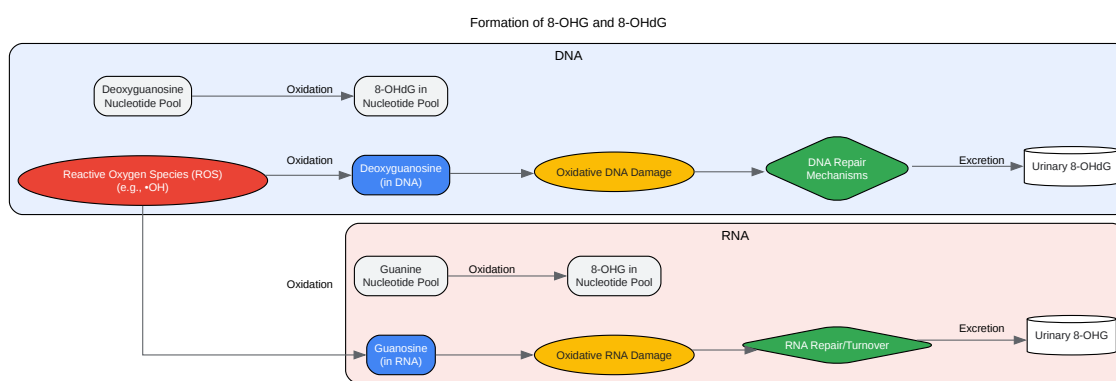 Formation of 8-OHG and 8-OHdG
DNA
Deoxyguanosine
Nucleotide Pool
Oxidation
8-OHdG in
Nucleotide Pool
Reactive Oxygen Species (ROS)
(e.g., •OH)
Oxidation
Deoxyguanosine
(in DNA)
Oxidative DNA Damage
DNA Repair
Mechanisms
Excretion
Urinary 8-OHdG
RNA
Oxidation
Guanine
Nucleotide Pool
Oxidation
8-OHG in
Nucleotide Pool
Guanosine
(in RNA)
Oxidative RNA Damage
RNA Repair/Turnover
Excretion
Urinary 8-OHG